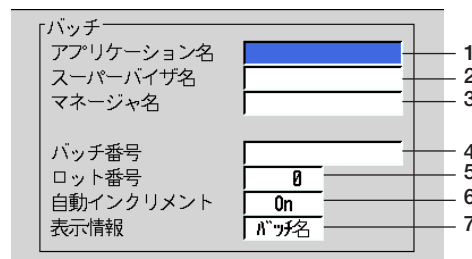 バッチ
アプリケーション名 1
スーパーバイザ名 2
マネージャ名 3
バッチ番号 4
ロット番号 0 5
自動インクリメント On 6
表示情報 ﾊﾞｯﾁ名 7